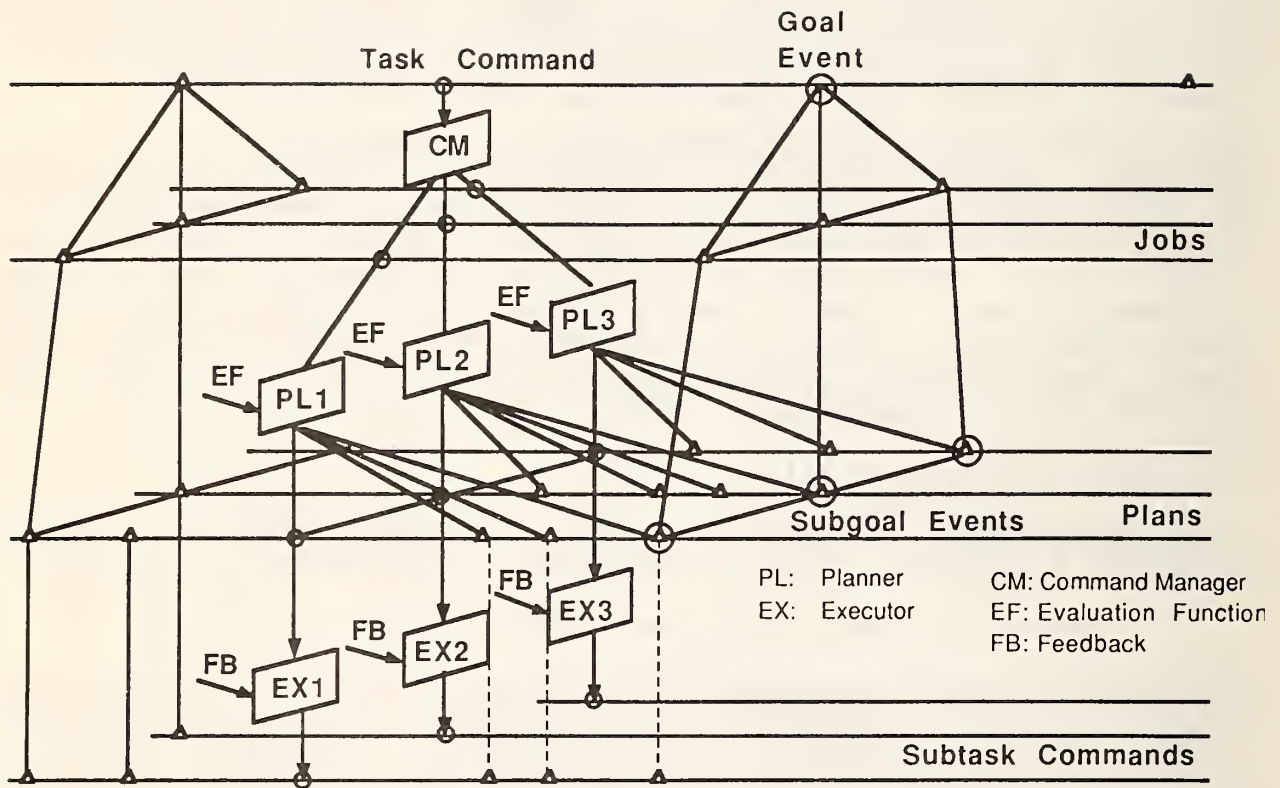 Goal
Event
Task Command
CM
Jobs
EF
PL3
EF
PL2
EF
PL1
Subgoal Events
Plans
PL: Planner
CM: Command Manager
EX: Executor
EF: Evaluation Function
FB: Feedback
FB
EX3
FB
EX2
FB
EX1
Subtask Commands